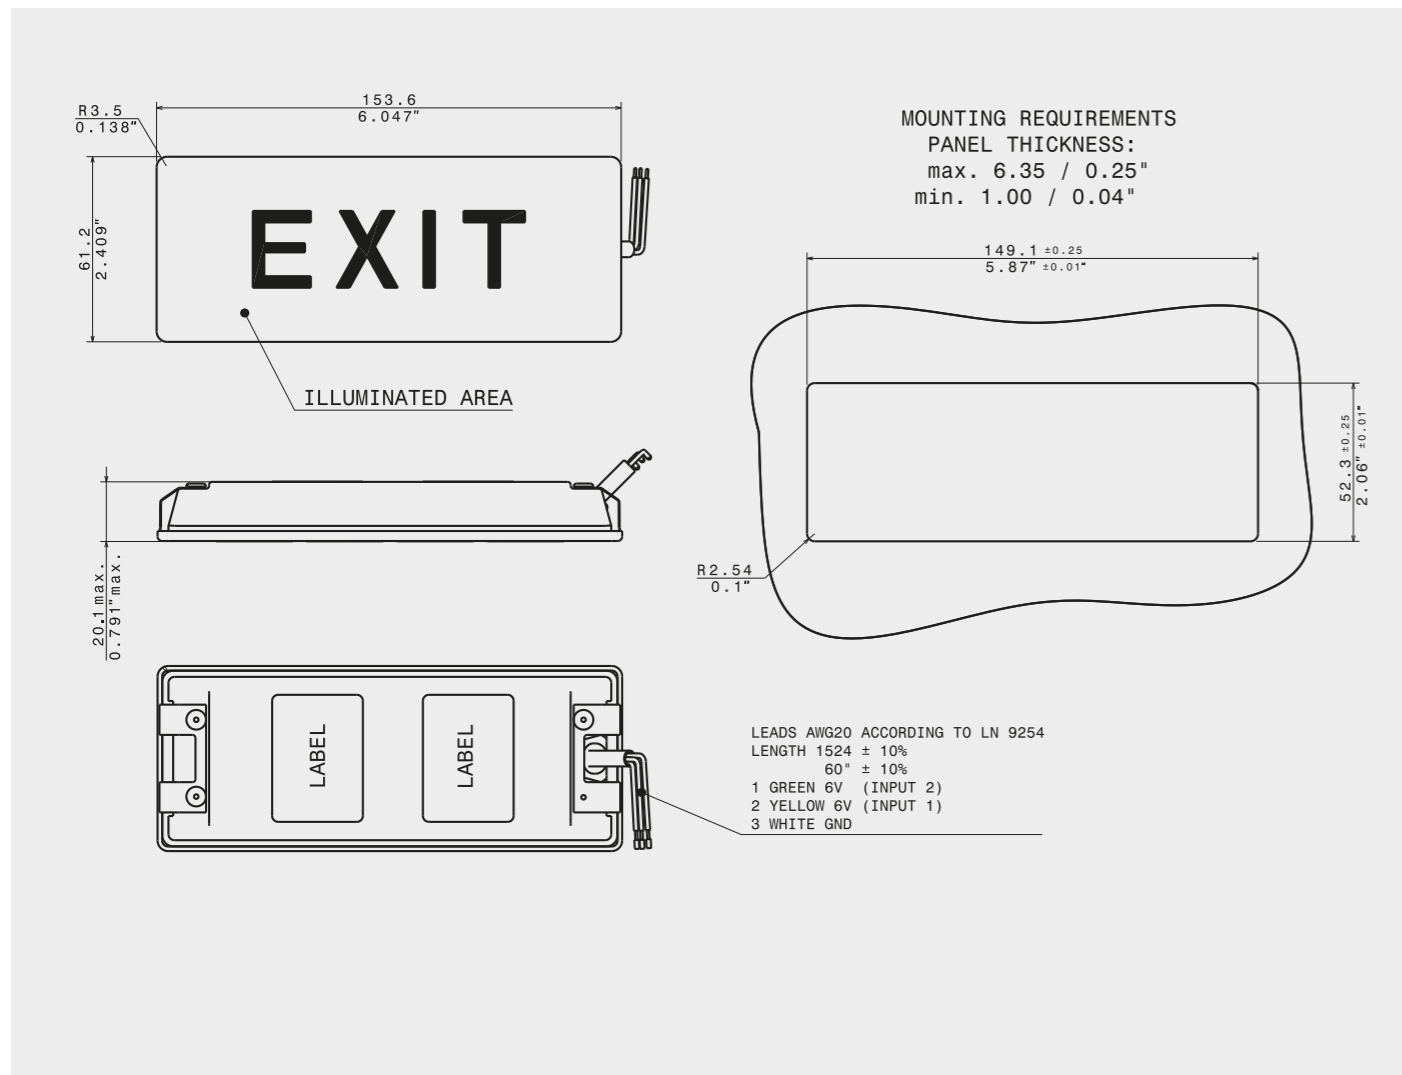 153.6
6.047"
R3.5
0.138"
61.2
2.409"
EXIT
ILLUMINATED AREA
MOUNTING REQUIREMENTS
PANEL THICKNESS:
max. 6.35 / 0.25"
min. 1.00 / 0.04"
149.1 ±0.25
5.87" ±0.01"
52.3 ±0.25
2.06" ±0.01"
R2.54
0.1"
20.1 max.
0.791" max.
LABEL
LABEL
LEADS AWG20 ACCORDING TO LN 9254
LENGTH 1524 ± 10%
60" ± 10%
1 GREEN 6V (INPUT 2)
2 YELLOW 6V (INPUT 1)
3 WHITE GND